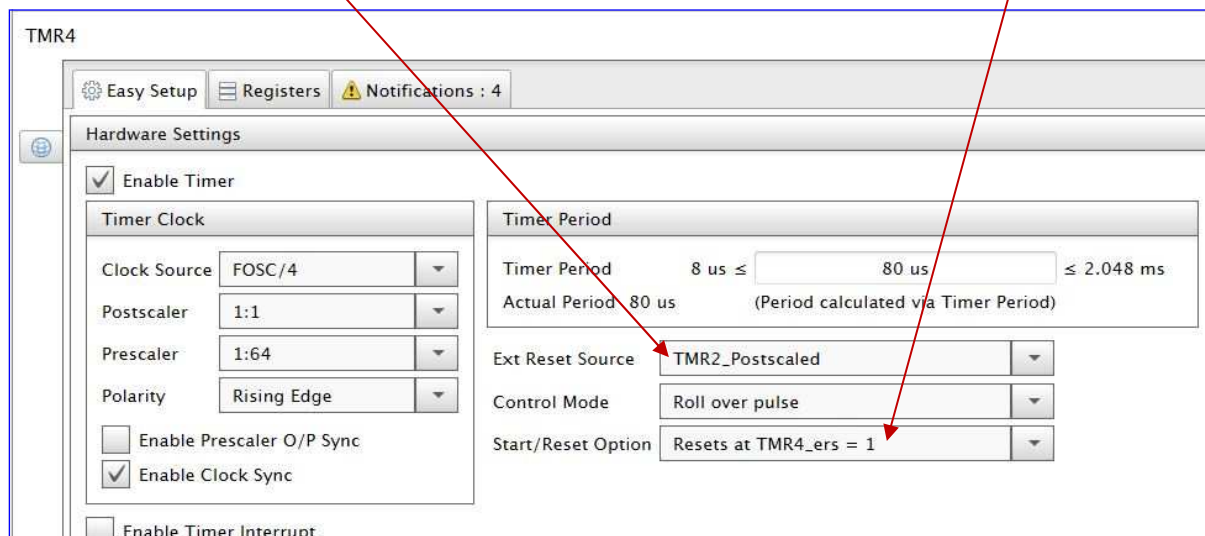 TMR4
Easy Setup Registers Notifications : 4
Hardware Settings
Enable Timer
Timer Clock
Clock Source FOSC/4
Postscaler 1:1
Prescaler 1:64
Polarity Rising Edge
Enable Prescaler O/P Sync
Enable Clock Sync
Timer Period
Timer Period 8 us ≤ 80 us ≤ 2.048 ms
Actual Period 80 us (Period calculated via Timer Period)
Ext Reset Source TMR2_Postscaled
Control Mode Roll over pulse
Start/Reset Option Resets at TMR4_ers = 1
Enable Timer Interrupt